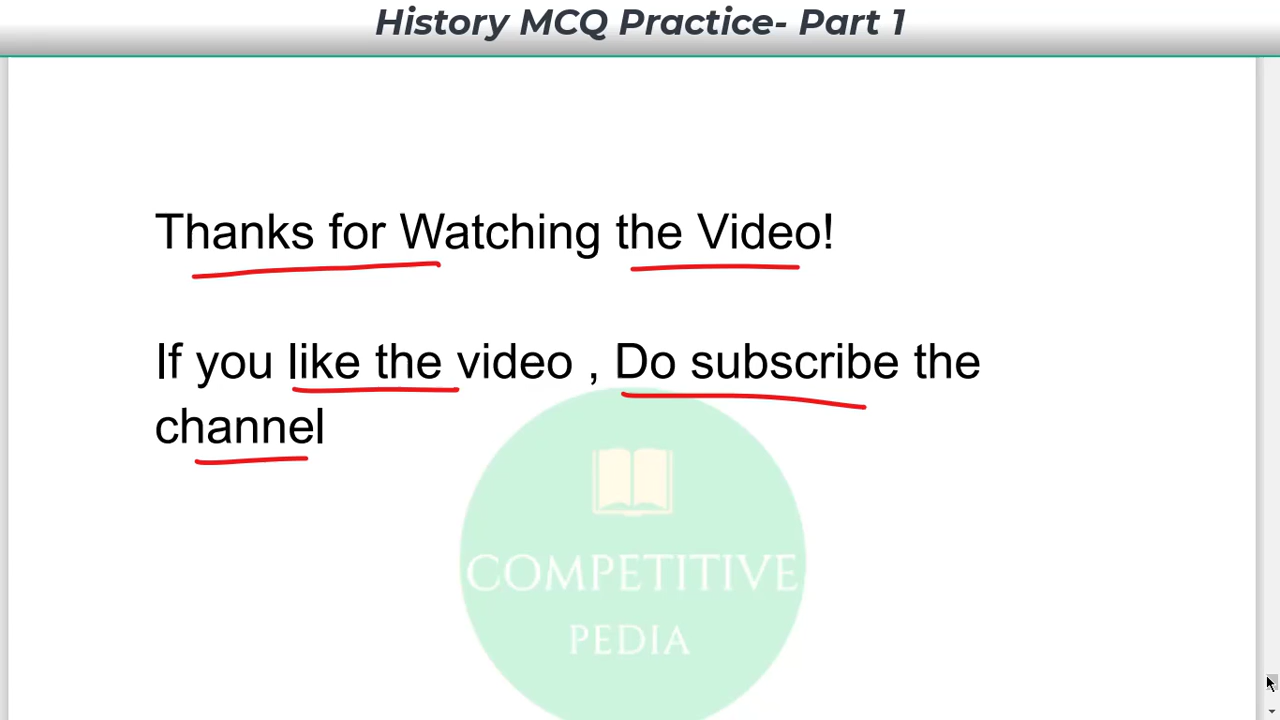 History MCQ Practice- Part 1
Thanks for Watching the Video!
If you like the video , Do subscribe the
channel
COMPETITIVE
PEDIA